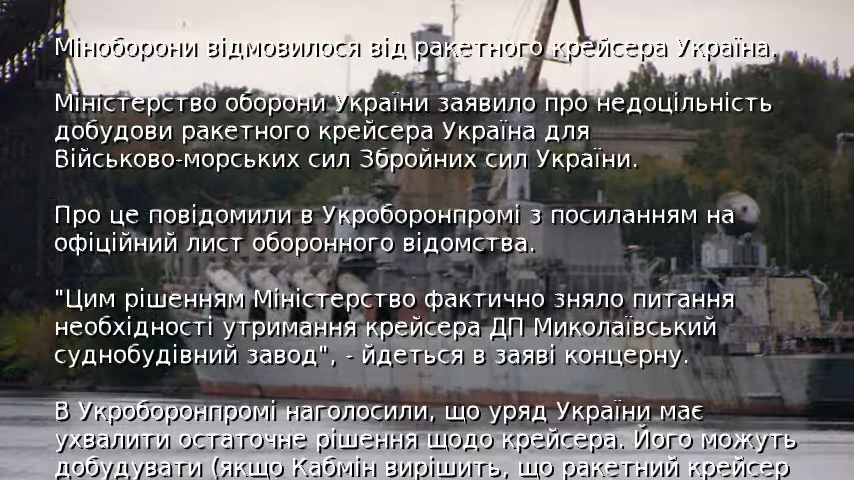 Міноборони відмовилося від ракетного крейсера Україна.
Міністерство оборони України заявило про недоцільність
добудови ракетного крейсера Україна для
Військово-морських сил Збройних сил України.
Про це повідомили в Укроборонпромі з посиланням на
офіційний лист оборонного відомства.
"Цим рішенням Міністерство фактично зняло питання
необхідності утримання крейсера ДП Миколаївський
суднобудівний завод", - йдеться в заяві концерну.
В Укроборонпромі наголосили, що уряд України має
ухвалити остаточне рішення щодо крейсера. Його можуть
добудувати (якщо Кабмін вирішить, що ракетний крейсер